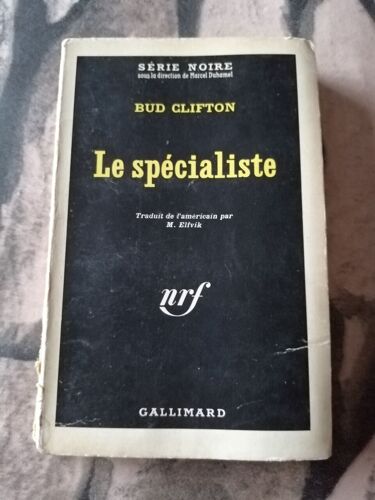 SÉRIE NOIRE
sous la direction de Marcel Duhamel
BUD CLIFTON
Le spécialiste
Traduit de l'américain par
M. Elfvik
nrf
GALLIMARD